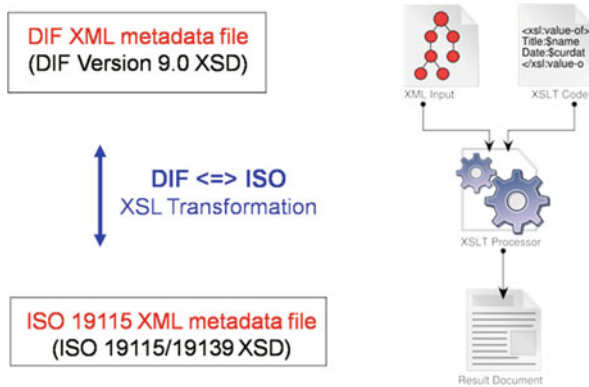 DIF XML metadata file
(DIF Version 9.0 XSD)
DIF <=> ISO
XSL Transformation
ISO 19115 XML metadata file
(ISO 19115/19139 XSD)
<xsl:value-of>
Title:$name
Date:$curdat
</xsl:value-o
XML Input
XSLT Code
XSLT Processor
Result Document